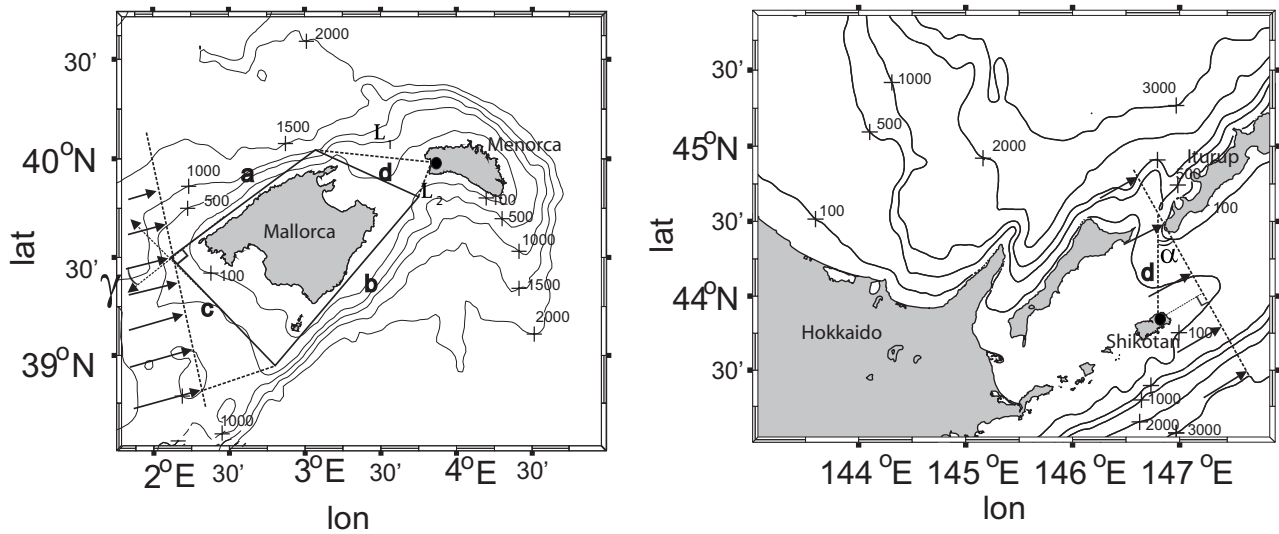 2000
30'
1500
L
1
Menorca
40°N
1000
a
d
500
L₂
100
500
Mallorca
lat
30'
1000
γ
100
b
1500
c
2000
39°N
1000
2°E
30'
3°E
30'
4°E
30'
lon
30'
1000
3000
500
45°N
2000
Iturup
500
100
30'
100
α
d
lat
44°N
Hokkaido
Shikotan
100
30'
1000
2000
3000
144 °E
145 °E
146 °E
147 °E
lon